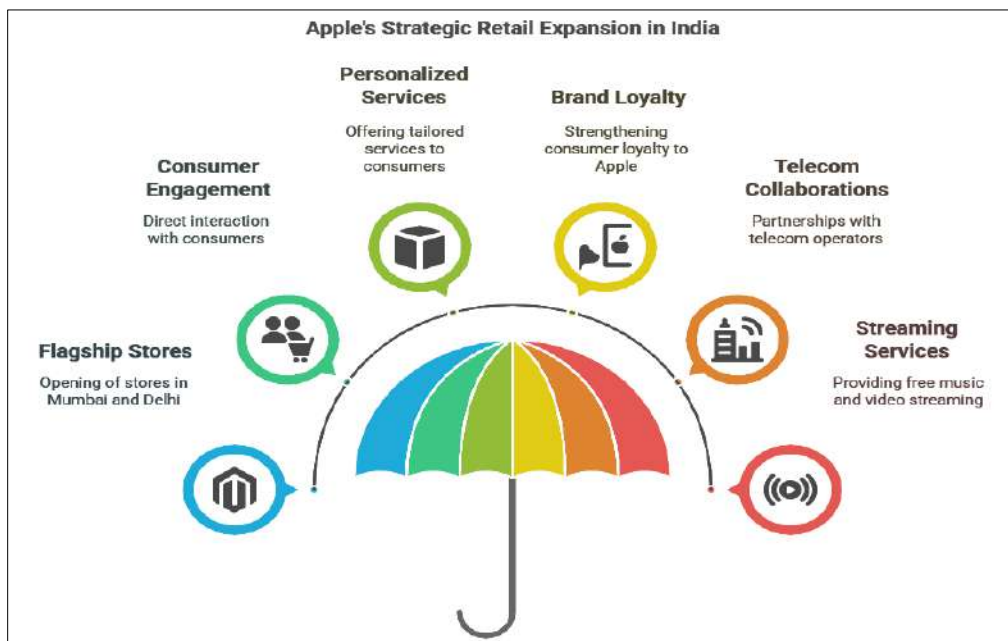 Apple's Strategic Retail Expansion in India
Personalized
Services
Offering tailored
services to
consumers
Brand Loyalty
Strengthening
consumer loyalty to
Apple
Consumer
Engagement
Direct interaction
with consumers
Telecom
Collaborations
Partnerships with
telecom operators
Flagship Stores
Opening of stores in
Mumbai and Delhi
Streaming
Services
Providing free music
and video streaming